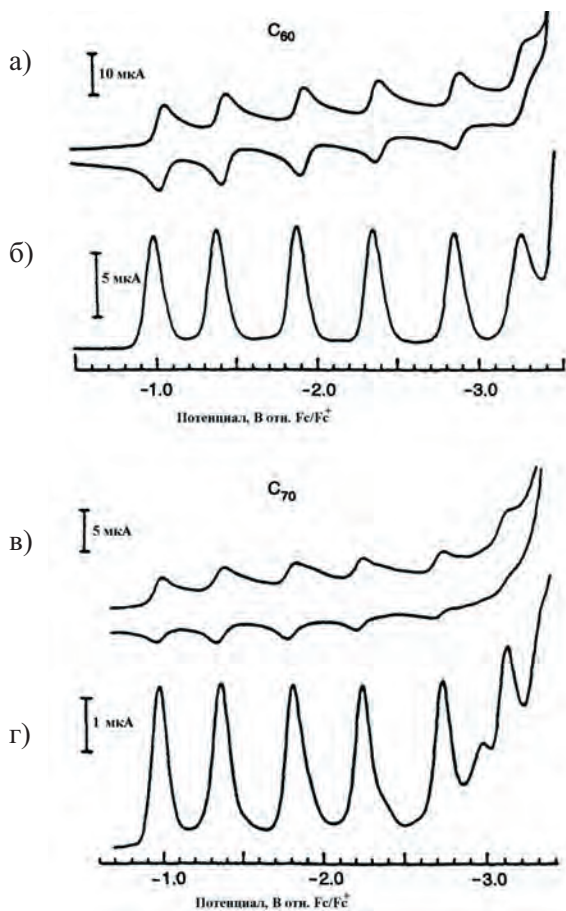 C₆₀
а)
10 мкА
б)
5 мкА
-1.0 -2.0 -3.0
Потенциал, В отн. Fc/Fc⁺
C₇₀
в)
5 мкА
г)
1 мкА
-1.0 -2.0 -3.0
Потенциал, В отн. Fc/Fc⁺